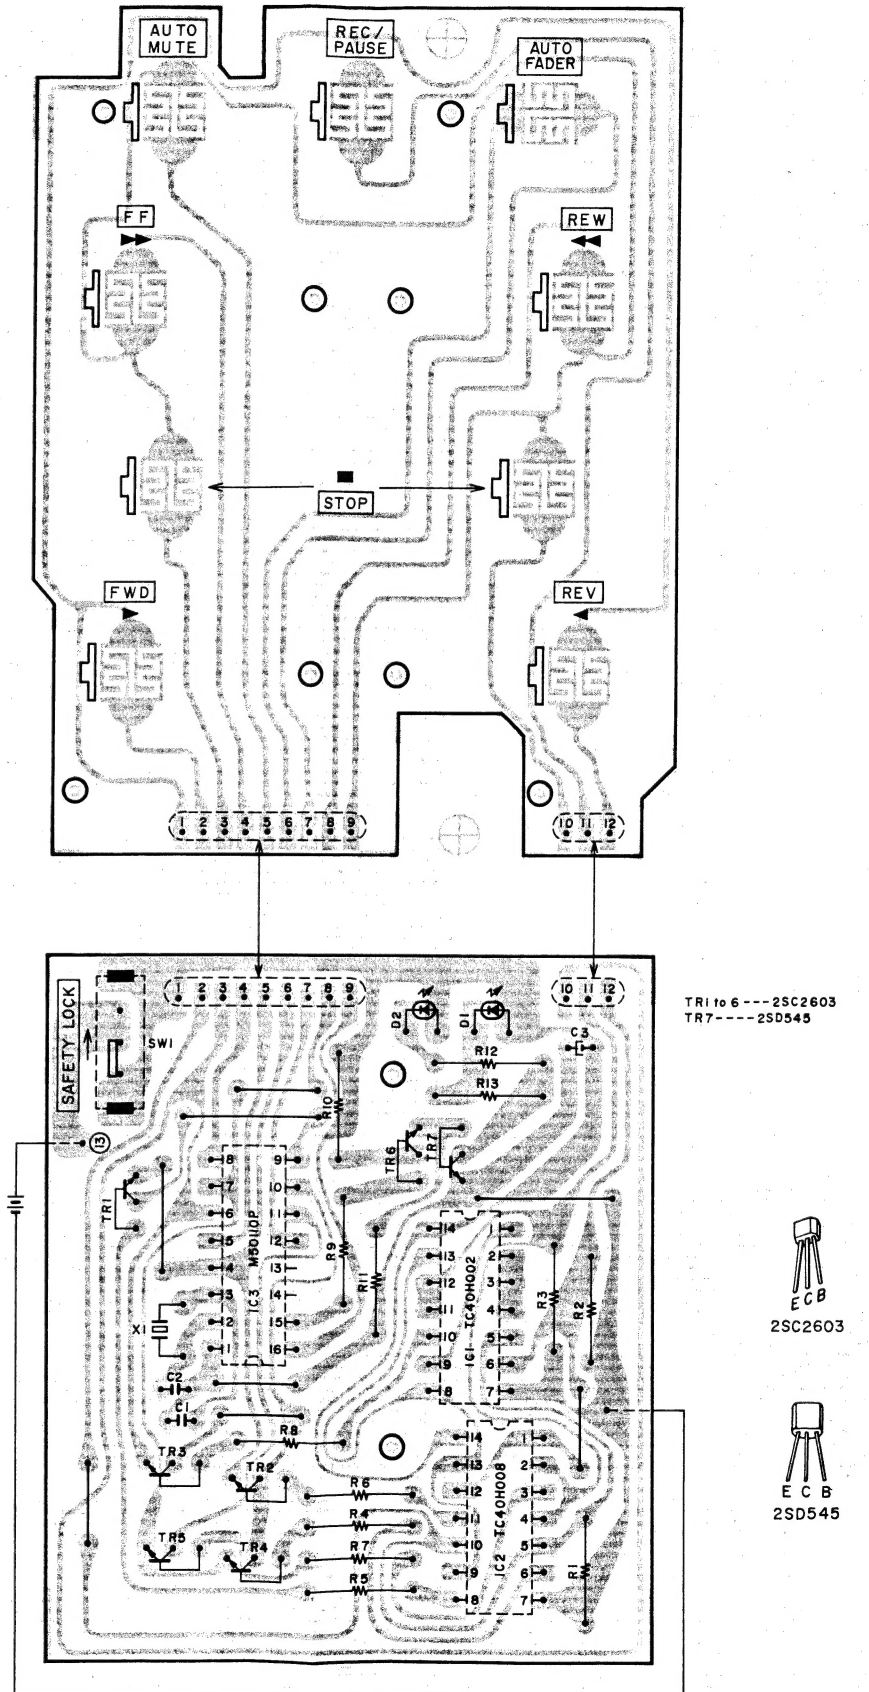 AUTO
MUTE
REC/
PAUSE
AUTO
FADER
FF
REW
STOP
FWD
REV
1 2 3 4 5 6 7 8 9
10 11 12
SAFETY LOCK
SW1
1 2 3 4 5 6 7 8 9
10 11 12
D2
D1
C3
TR1 to 6---2SC2603
TR7----2SD545
R12
R13
R10
13
TR6
TR7
TR1
8 9
7 10
6 11
5 12
4 13
3 14
2 15
1 16
M50110P
IC3
R9
R11
14 1
13 2
12 3
11 4
10 5
9 6
8 7
TC40H002
IC1
R3
R2
X1
C2
C1
R8
TR3
TR2
R6
R4
TR5
TR4
R7
R5
14 1
13 2
12 3
11 4
10 5
9 6
8 7
TC40H008
IC2
R1
E C B
2SC2603
E C B
2SD545